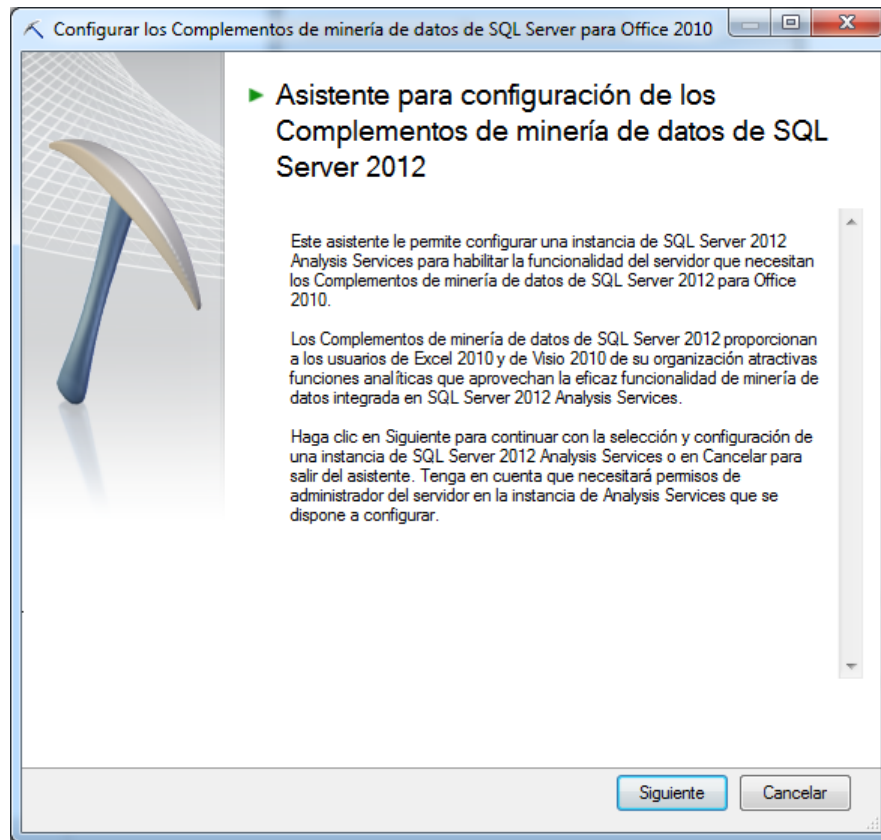 Configurar los Complementos de minería de datos de SQL Server para Office 2010
Asistente para configuración de los
Complementos de minería de datos de SQL
Server 2012
Este asistente le permite configurar una instancia de SQL Server 2012
Analysis Services para habilitar la funcionalidad del servidor que necesitan
los Complementos de minería de datos de SQL Server 2012 para Office
2010.
Los Complementos de minería de datos de SQL Server 2012 proporcionan
a los usuarios de Excel 2010 y de Visio 2010 de su organización atractivas
funciones analíticas que aprovechan la eficaz funcionalidad de minería de
datos integrada en SQL Server 2012 Analysis Services.
Haga clic en Siguiente para continuar con la selección y configuración de
una instancia de SQL Server 2012 Analysis Services o en Cancelar para
salir del asistente. Tenga en cuenta que necesitará permisos de
administrador del servidor en la instancia de Analysis Services que se
dispone a configurar.
Siguiente
Cancelar